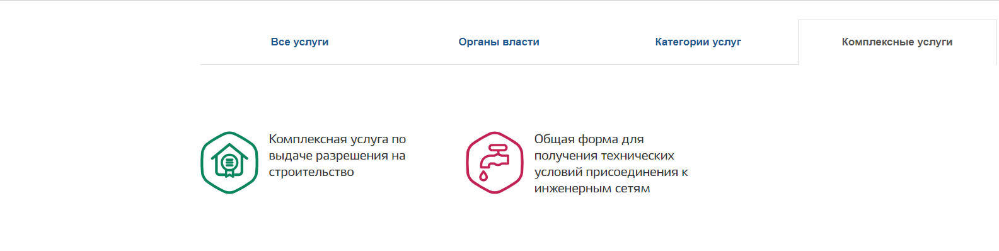 Все услуги
Органы власти
Категории услуг
Комплексные услуги
Комплексная услуга по
выдаче разрешения на
строительство
Общая форма для
получения технических
условий присоединения к
инженерным сетям